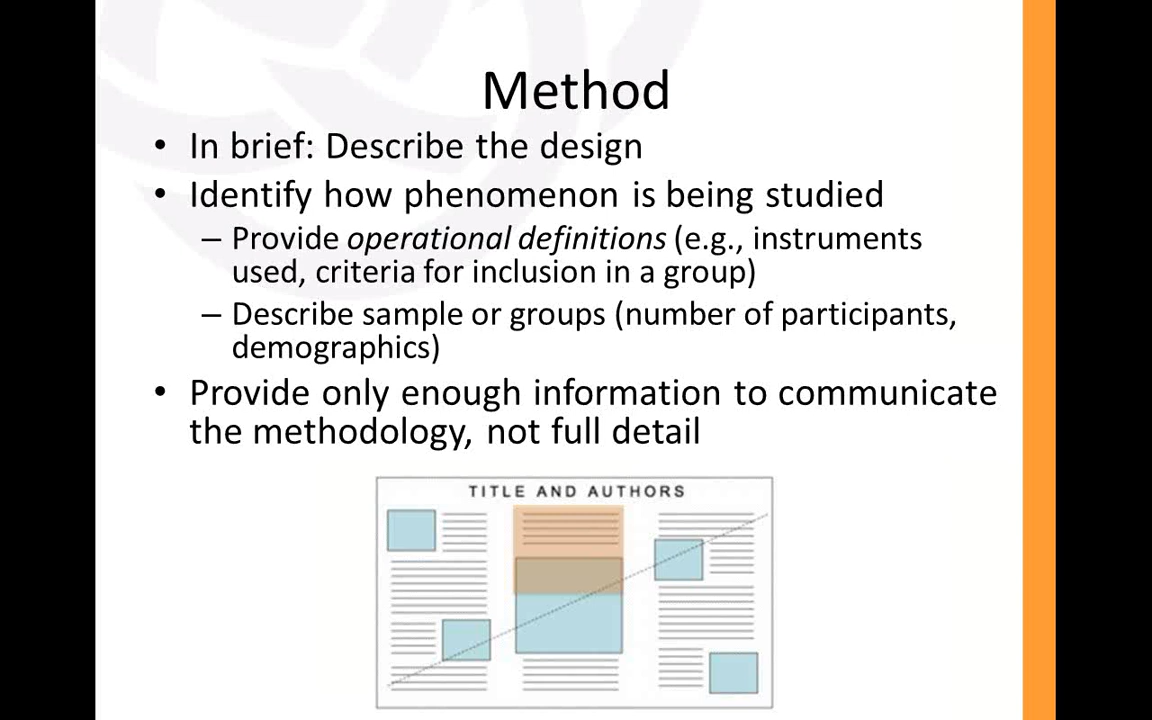 Method
• In brief: Describe the design
• Identify how phenomenon is being studied
– Provide operational definitions (e.g., instruments
used, criteria for inclusion in a group)
– Describe sample or groups (number of participants,
demographics)
• Provide only enough information to communicate
the methodology, not full detail
TITLE AND AUTHORS